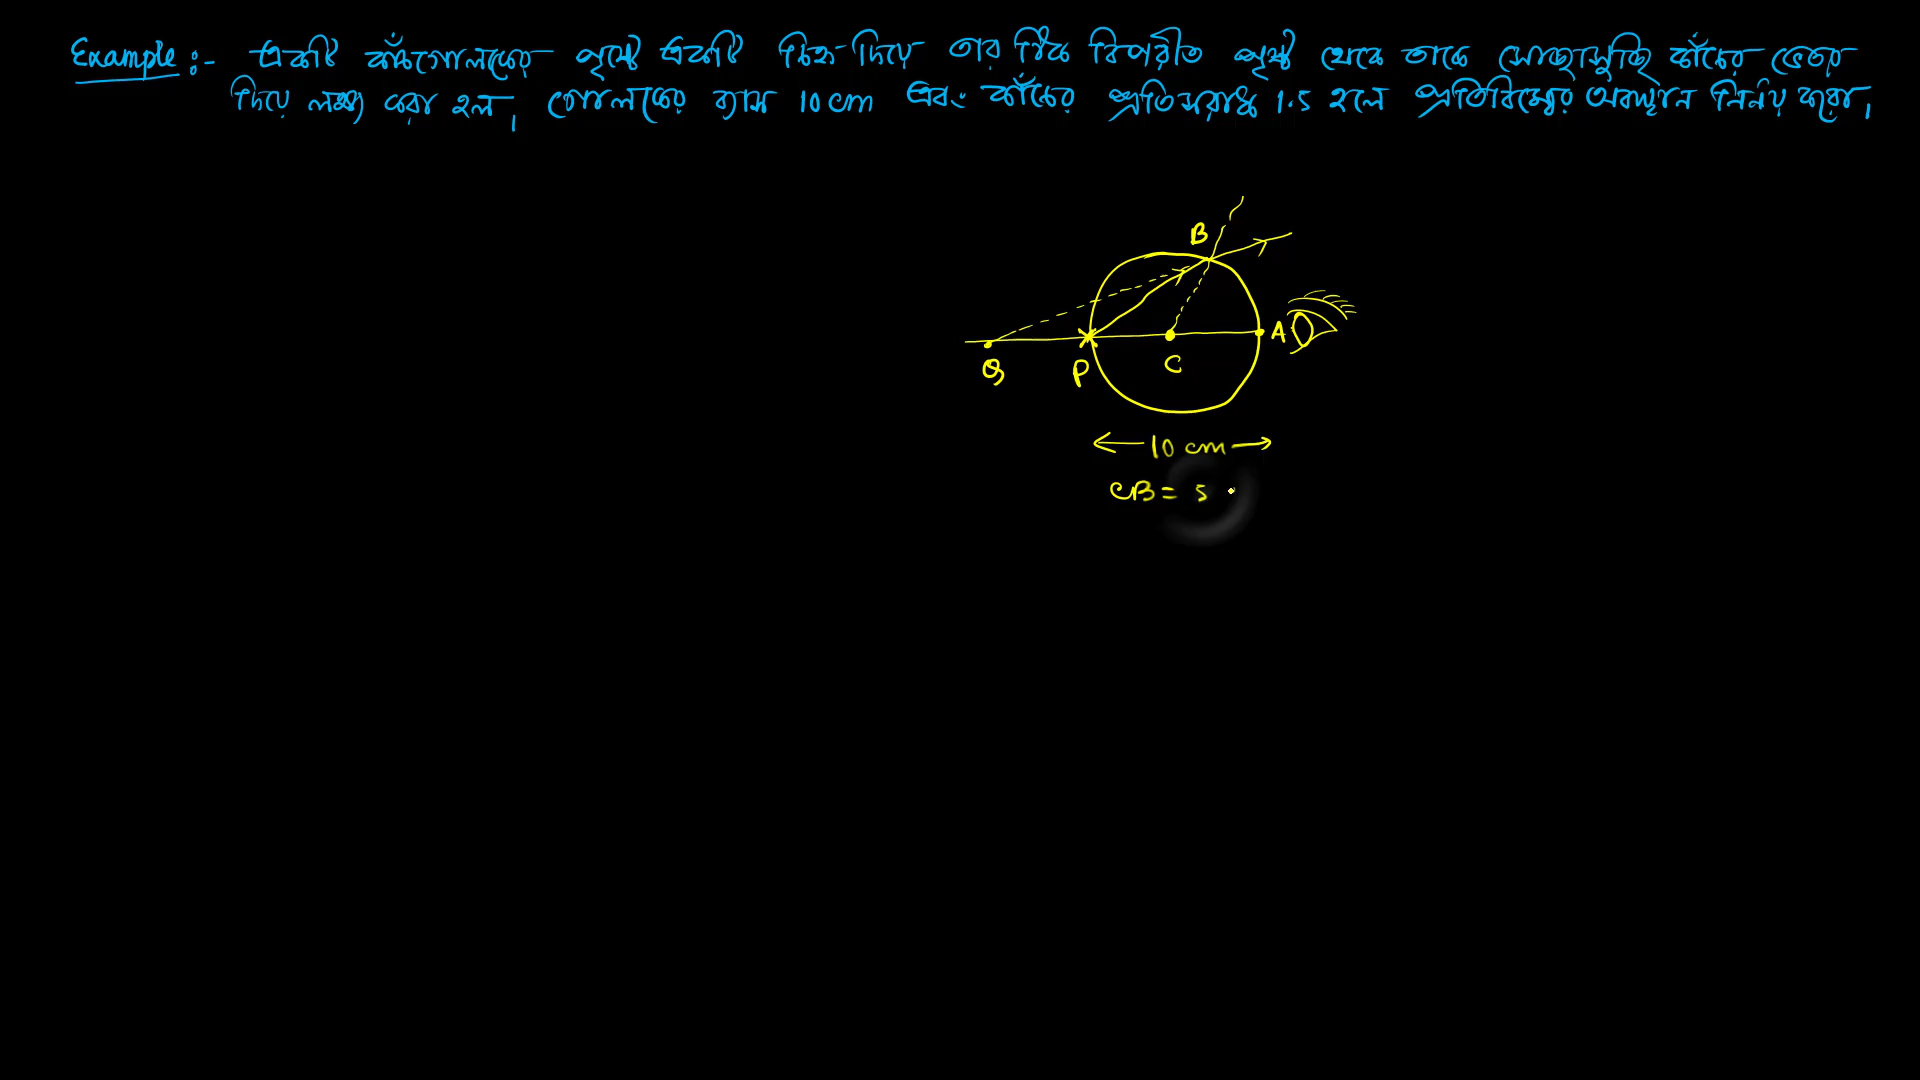 Example :- একটি কাঁচগোলকের পৃষ্ঠে একটি চিহ্ন দিয়ে তার ঠিক বিপরীত পৃষ্ঠ থেকে তাকে সোজাসুজি কাঁচের ভেতর
দিয়ে লক্ষ্য করা হল। গোলকের ব্যাস 10 cm এবং কাঁচের প্রতিসরাঙ্ক 1.5 হলে প্রতিবিম্বের অবস্থান নির্ণয় করো।
B
A
Q P C
10 cm
CB = 5